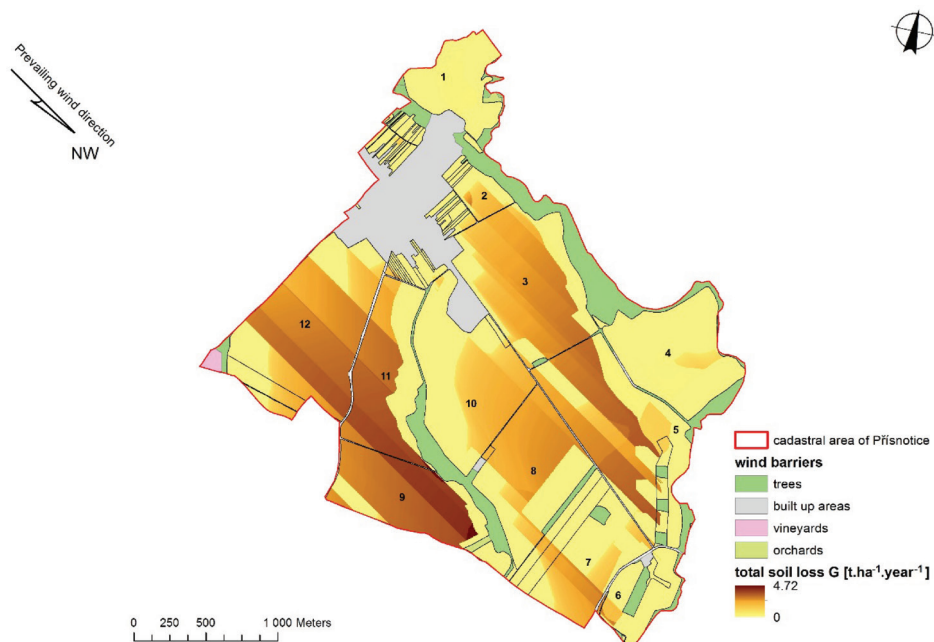 Prevailing wind direction
NW
1
2
3
4
5
6
7
8
9
10
11
12
cadastral area of Přísnotice
wind barriers
trees
built up areas
vineyards
orchards
total soil loss G [t.ha⁻¹.year⁻¹]
4.72
0
0 250 500 1 000 Meters